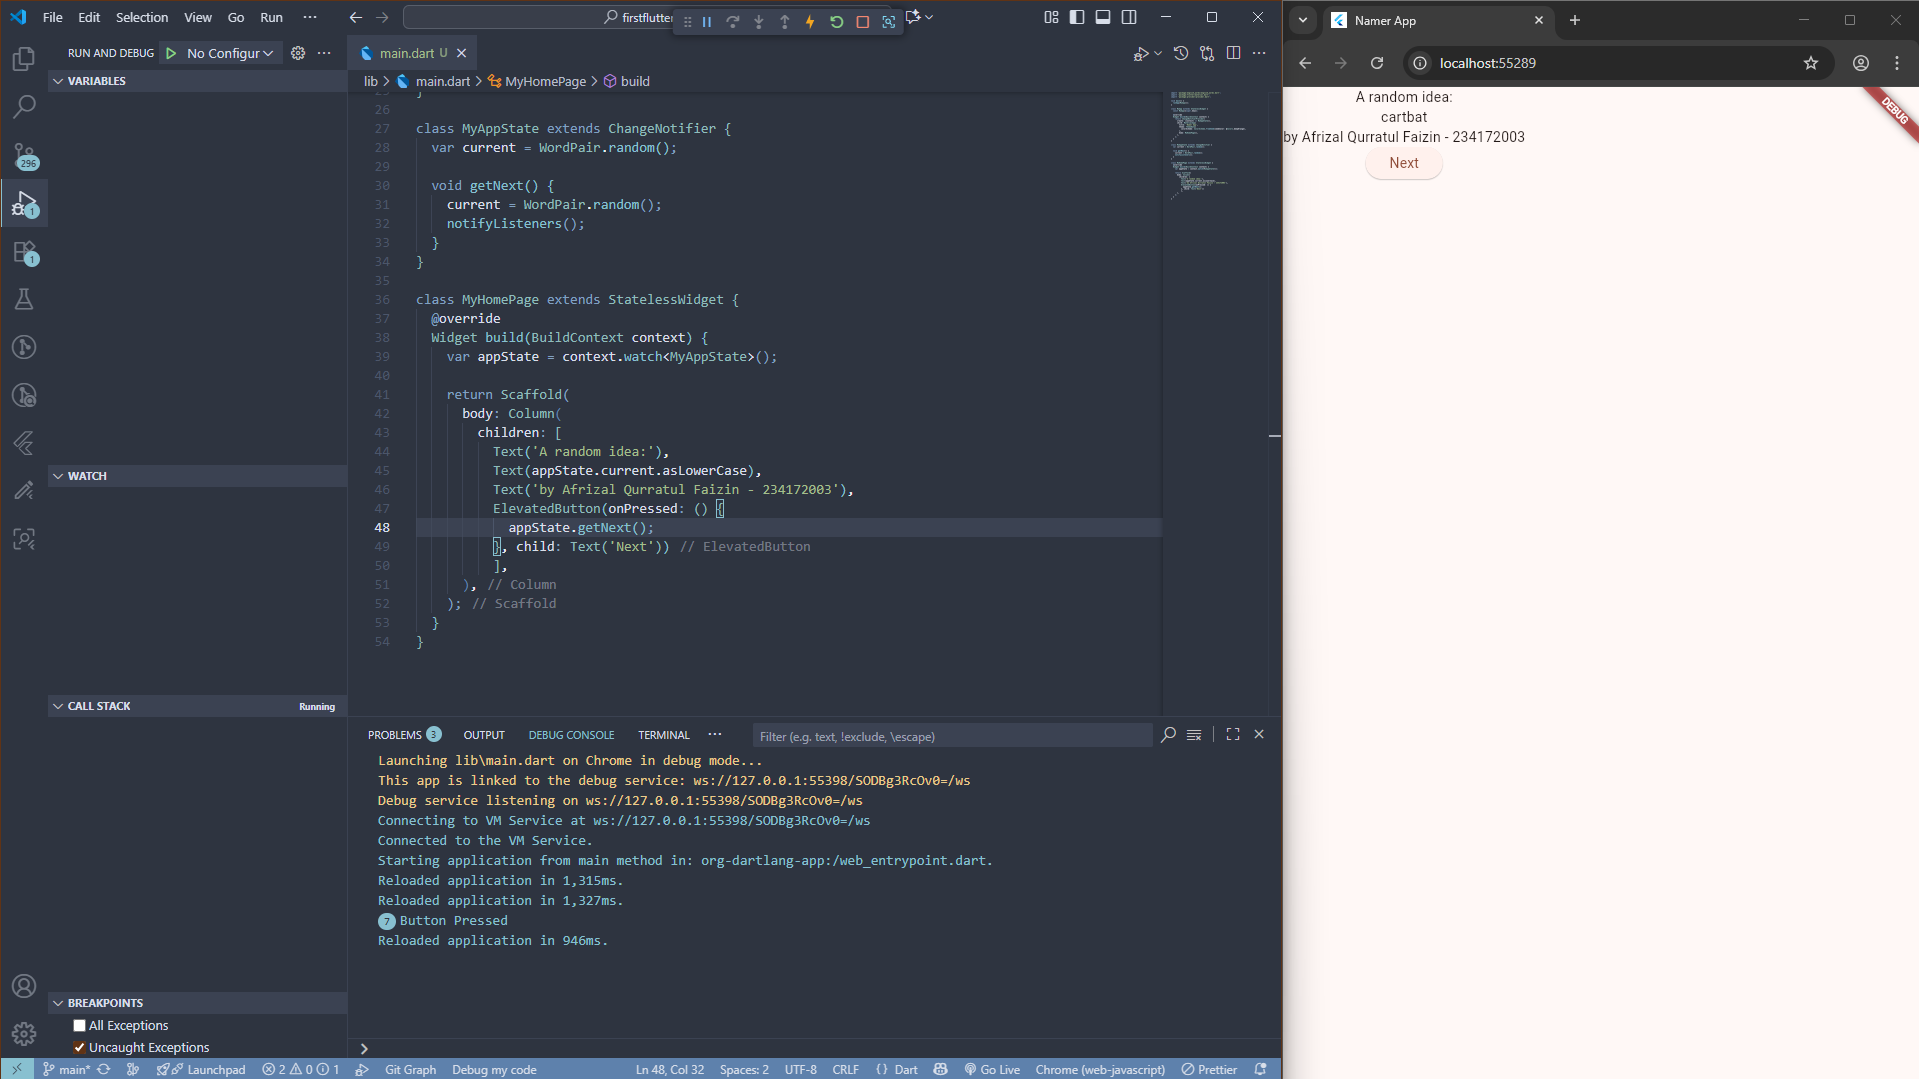 File Edit Selection View Go Run ···
firstflutter
RUN AND DEBUG
No Configur
VARIABLES
WATCH
CALL STACK
Running
BREAKPOINTS
All Exceptions
Uncaught Exceptions
296
1
1
main.dart U
lib > main.dart > MyHomePage > build
25 }
26
27 class MyAppState extends ChangeNotifier {
28 var current = WordPair.random();
29
30 void getNext() {
31 current = WordPair.random();
32 notifyListeners();
33 }
34 }
35
36 class MyHomePage extends StatelessWidget {
37 @override
38 Widget build(BuildContext context) {
39 var appState = context.watch<MyAppState>();
40
41 return Scaffold(
42 body: Column(
43 children: [
44 Text('A random idea:'),
45 Text(appState.current.asLowerCase),
46 Text('by Afrizal Qurratul Faizin - 234172003'),
47 ElevatedButton(onPressed: () {
48 appState.getNext();
49 }, child: Text('Next')) // ElevatedButton
50 ],
51 ), // Column
52 ); // Scaffold
53 }
54 }
PROBLEMS 3 OUTPUT DEBUG CONSOLE TERMINAL ···
Filter (e.g. text, !exclude, \escape)
Launching lib\main.dart on Chrome in debug mode...
This app is linked to the debug service: ws://127.0.0.1:55398/SODBg3RcOv0=/ws
Debug service listening on ws://127.0.0.1:55398/SODBg3RcOv0=/ws
Connecting to VM Service at ws://127.0.0.1:55398/SODBg3RcOv0=/ws
Connected to the VM Service.
Starting application from main method in: org-dartlang-app:/web_entrypoint.dart.
Reloaded application in 1,315ms.
Reloaded application in 1,327ms.
7 Button Pressed
Reloaded application in 946ms.
main* Launchpad 2 0 1 Git Graph Debug my code Ln 48, Col 32 Spaces: 2 UTF-8 CRLF {} Dart Go Live Chrome (web-javascript) Prettier
Namer App
localhost:55289
A random idea:
cartbat
by Afrizal Qurratul Faizin - 234172003
Next
DEBUG